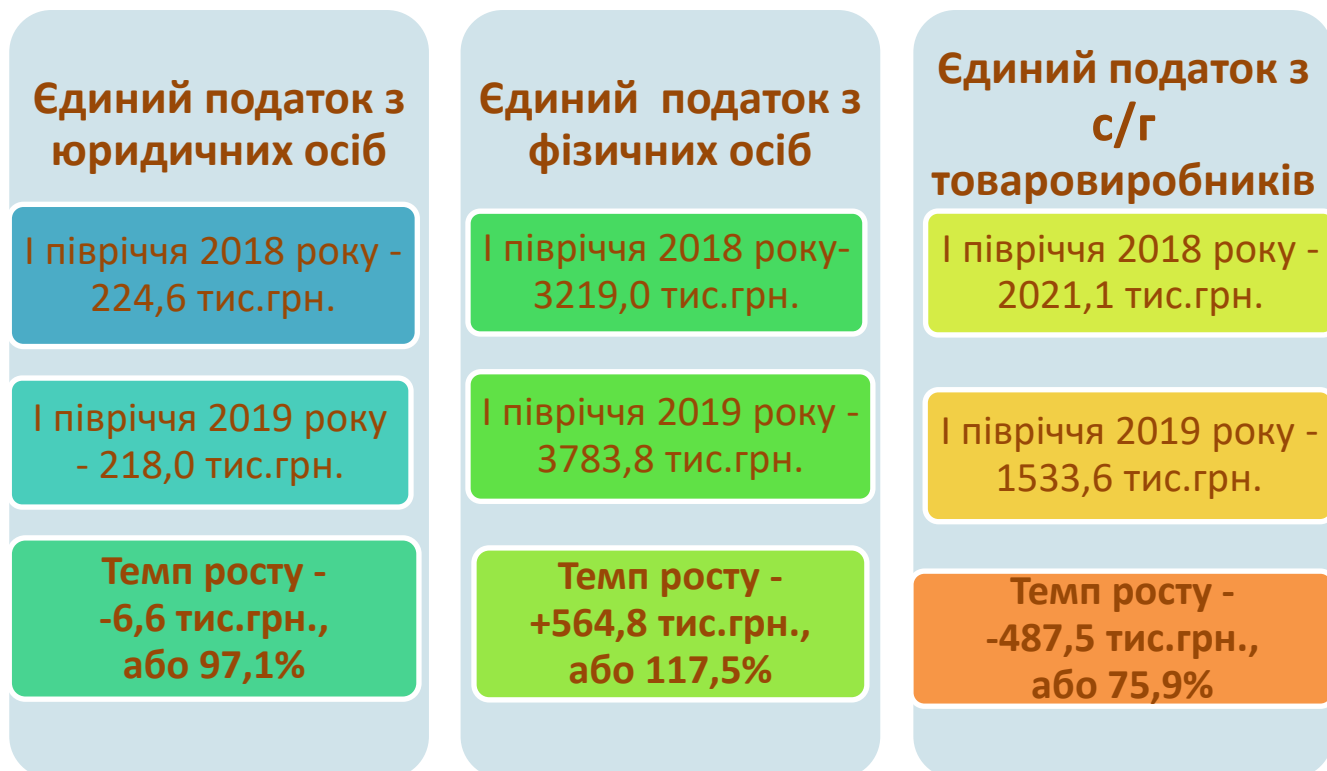 Єдиний податок з
юридичних осіб
І півріччя 2018 року -
224,6 тис.грн.
І півріччя 2019 року
- 218,0 тис.грн.
Темп росту -
-6,6 тис.грн.,
або 97,1%
Єдиний податок з
фізичних осіб
І півріччя 2018 року-
3219,0 тис.грн.
І півріччя 2019 року -
3783,8 тис.грн.
Темп росту -
+564,8 тис.грн.,
або 117,5%
Єдиний податок з
с/г
товаровиробників
І півріччя 2018 року -
2021,1 тис.грн.
І півріччя 2019 року -
1533,6 тис.грн.
Темп росту -
-487,5 тис.грн.,
або 75,9%